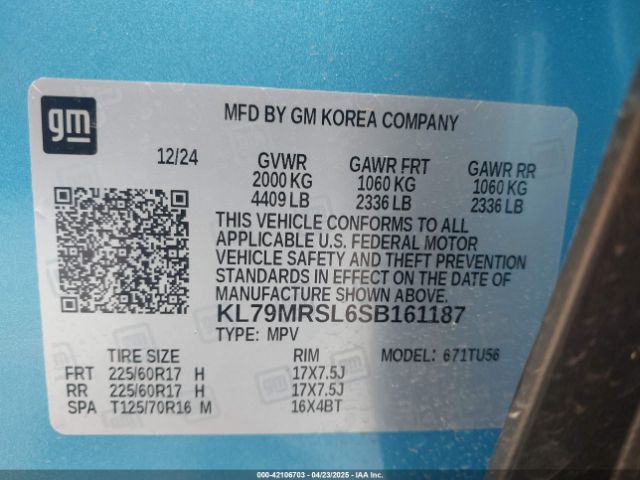 gm
MFD BY GM KOREA COMPANY
12/24 GVWR GAWR FRT GAWR RR
2000 KG 1060 KG 1060 KG
4409 LB 2336 LB 2336 LB
THIS VEHICLE CONFORMS TO ALL
APPLICABLE U.S. FEDERAL MOTOR
VEHICLE SAFETY AND THEFT PREVENTION
STANDARDS IN EFFECT ON THE DATE OF
MANUFACTURE SHOWN ABOVE.
KL79MRSL6SB161187
TYPE: MPV
TIRE SIZE RIM MODEL: 671TU56
FRT 225/60R17 H 17X7.5J
RR 225/60R17 H 17X7.5J
SPA T125/70R16 M 16X4BT
000-42106703 - 04/23/2025 - IAAI.COM